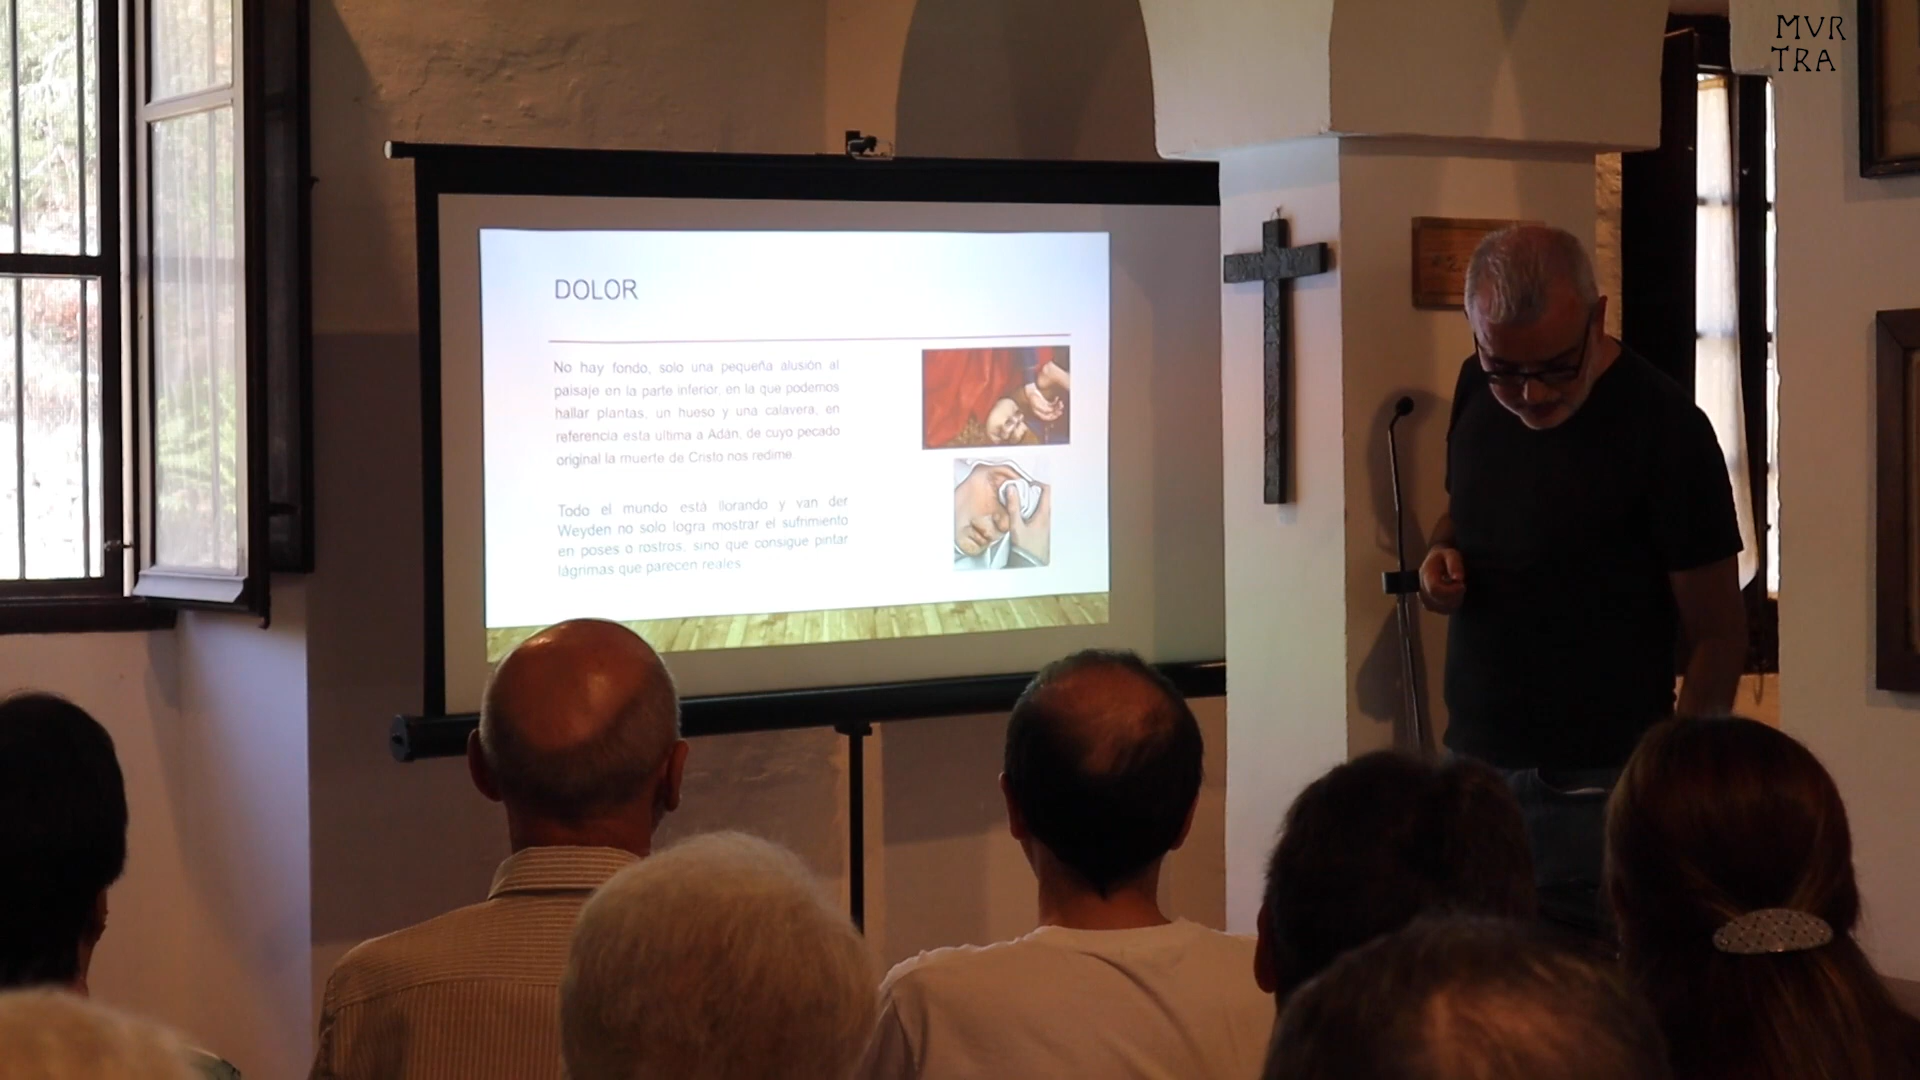 MVR
TRA
DOLOR
No hay fondo, solo una pequeña alusión al
paisaje en la parte inferior, en la que podemos
hallar plantas, un hueso y una calavera, en
referencia esta ultima a Adán, de cuyo pecado
original la muerte de Cristo nos redime.
Todo el mundo está llorando y van der
Weyden no solo logra mostrar el sufrimiento
en poses o rostros, sino que consigue pintar
lágrimas que parecen reales.